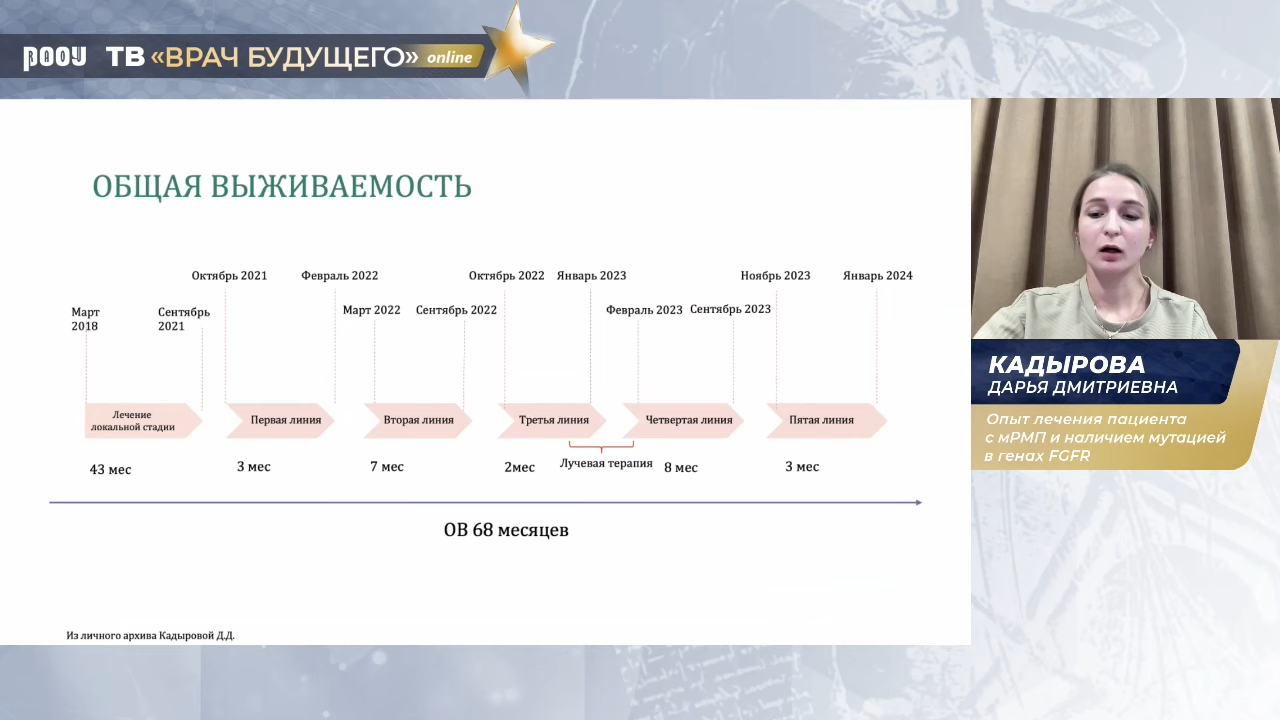 РООУ ТВ «ВРАЧ БУДУЩЕГО» online
ОБЩАЯ ВЫЖИВАЕМОСТЬ
Октябрь 2021
Февраль 2022
Октябрь 2022
Январь 2023
Ноябрь 2023
Январь 2024
Март
2018
Сентябрь
2021
Март 2022
Сентябрь 2022
Февраль 2023
Сентябрь 2023
Лечение
локальной стадии
Первая линия
Вторая линия
Третья линия
Четвертая линия
Пятая линия
43 мес
3 мес
7 мес
2мес
Лучевая терапия
8 мес
3 мес
ОВ 68 месяцев
Из личного архива Кадыровой Д.Д.
КАДЫРОВА
ДАРЬЯ ДМИТРИЕВНА
Опыт лечения пациента
с мРМП и наличием мутацией
в генах FGFR